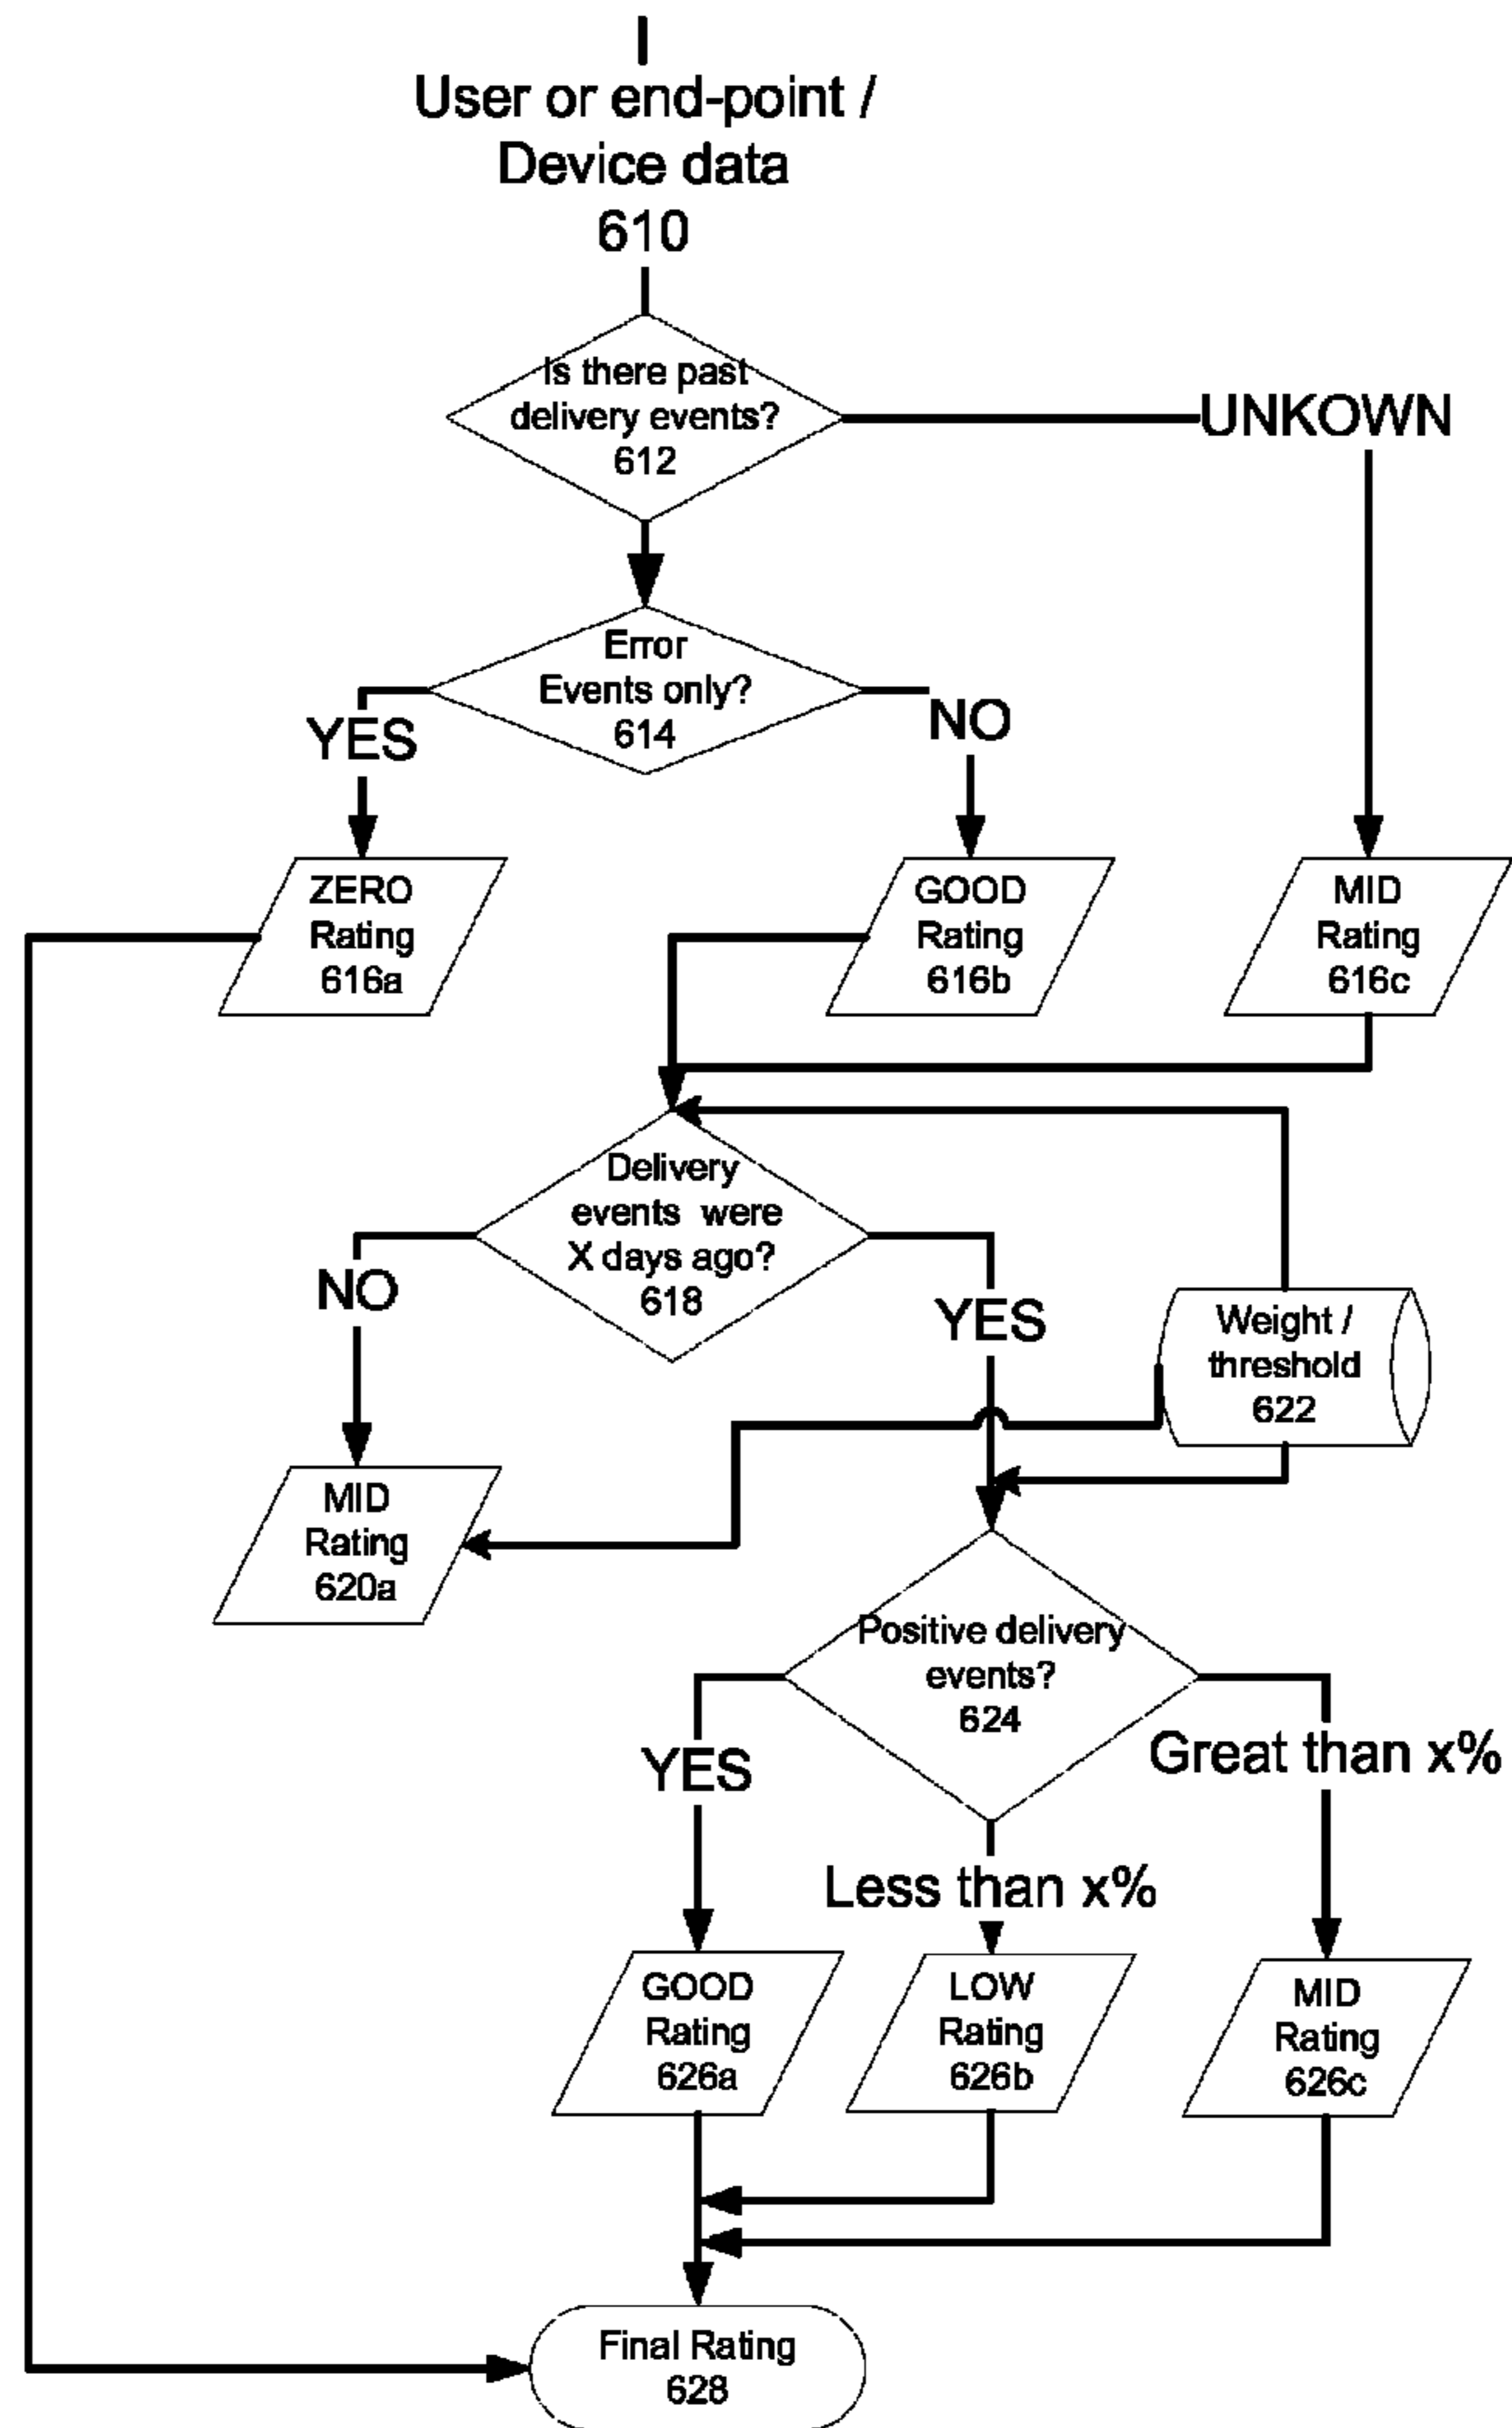 User or end-point /
Device data
610
Is there past
delivery events?
612
UNKOWN
Error
Events only?
614
YES
NO
ZERO
Rating
616a
GOOD
Rating
616b
MID
Rating
616c
Delivery
events were
X days ago?
618
NO
YES
Weight /
threshold
622
MID
Rating
620a
Positive delivery
events?
624
YES
Great than x%
Less than x%
GOOD
Rating
626a
LOW
Rating
626b
MID
Rating
626c
Final Rating
628